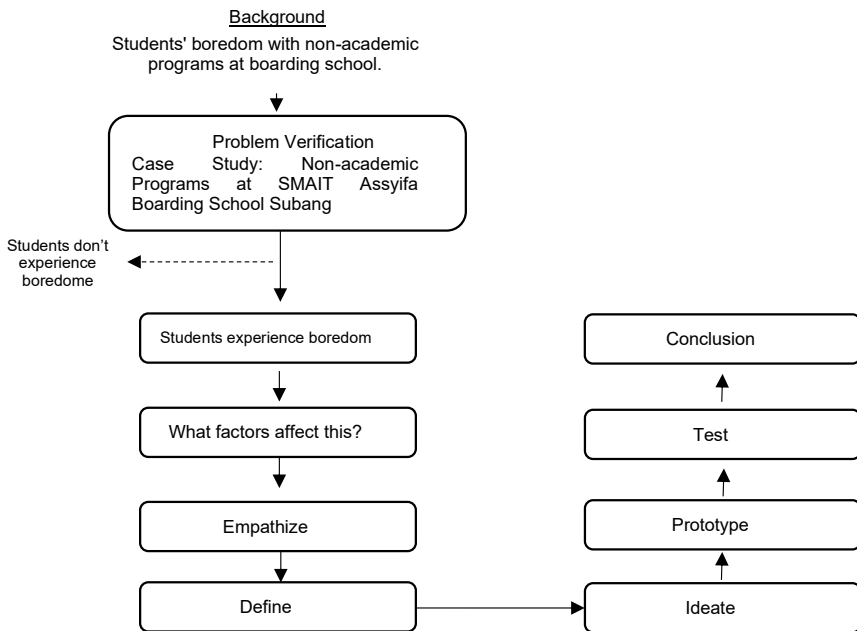 Background
Students' boredom with non-academic
programs at boarding school.
Problem Verification
Case Study: Non-academic
Programs at SMAIT Assyifa
Boarding School Subang
Students don't
experience
boredome
Students experience boredom
What factors affect this?
Empathize
Define
Conclusion
Test
Prototype
Ideate